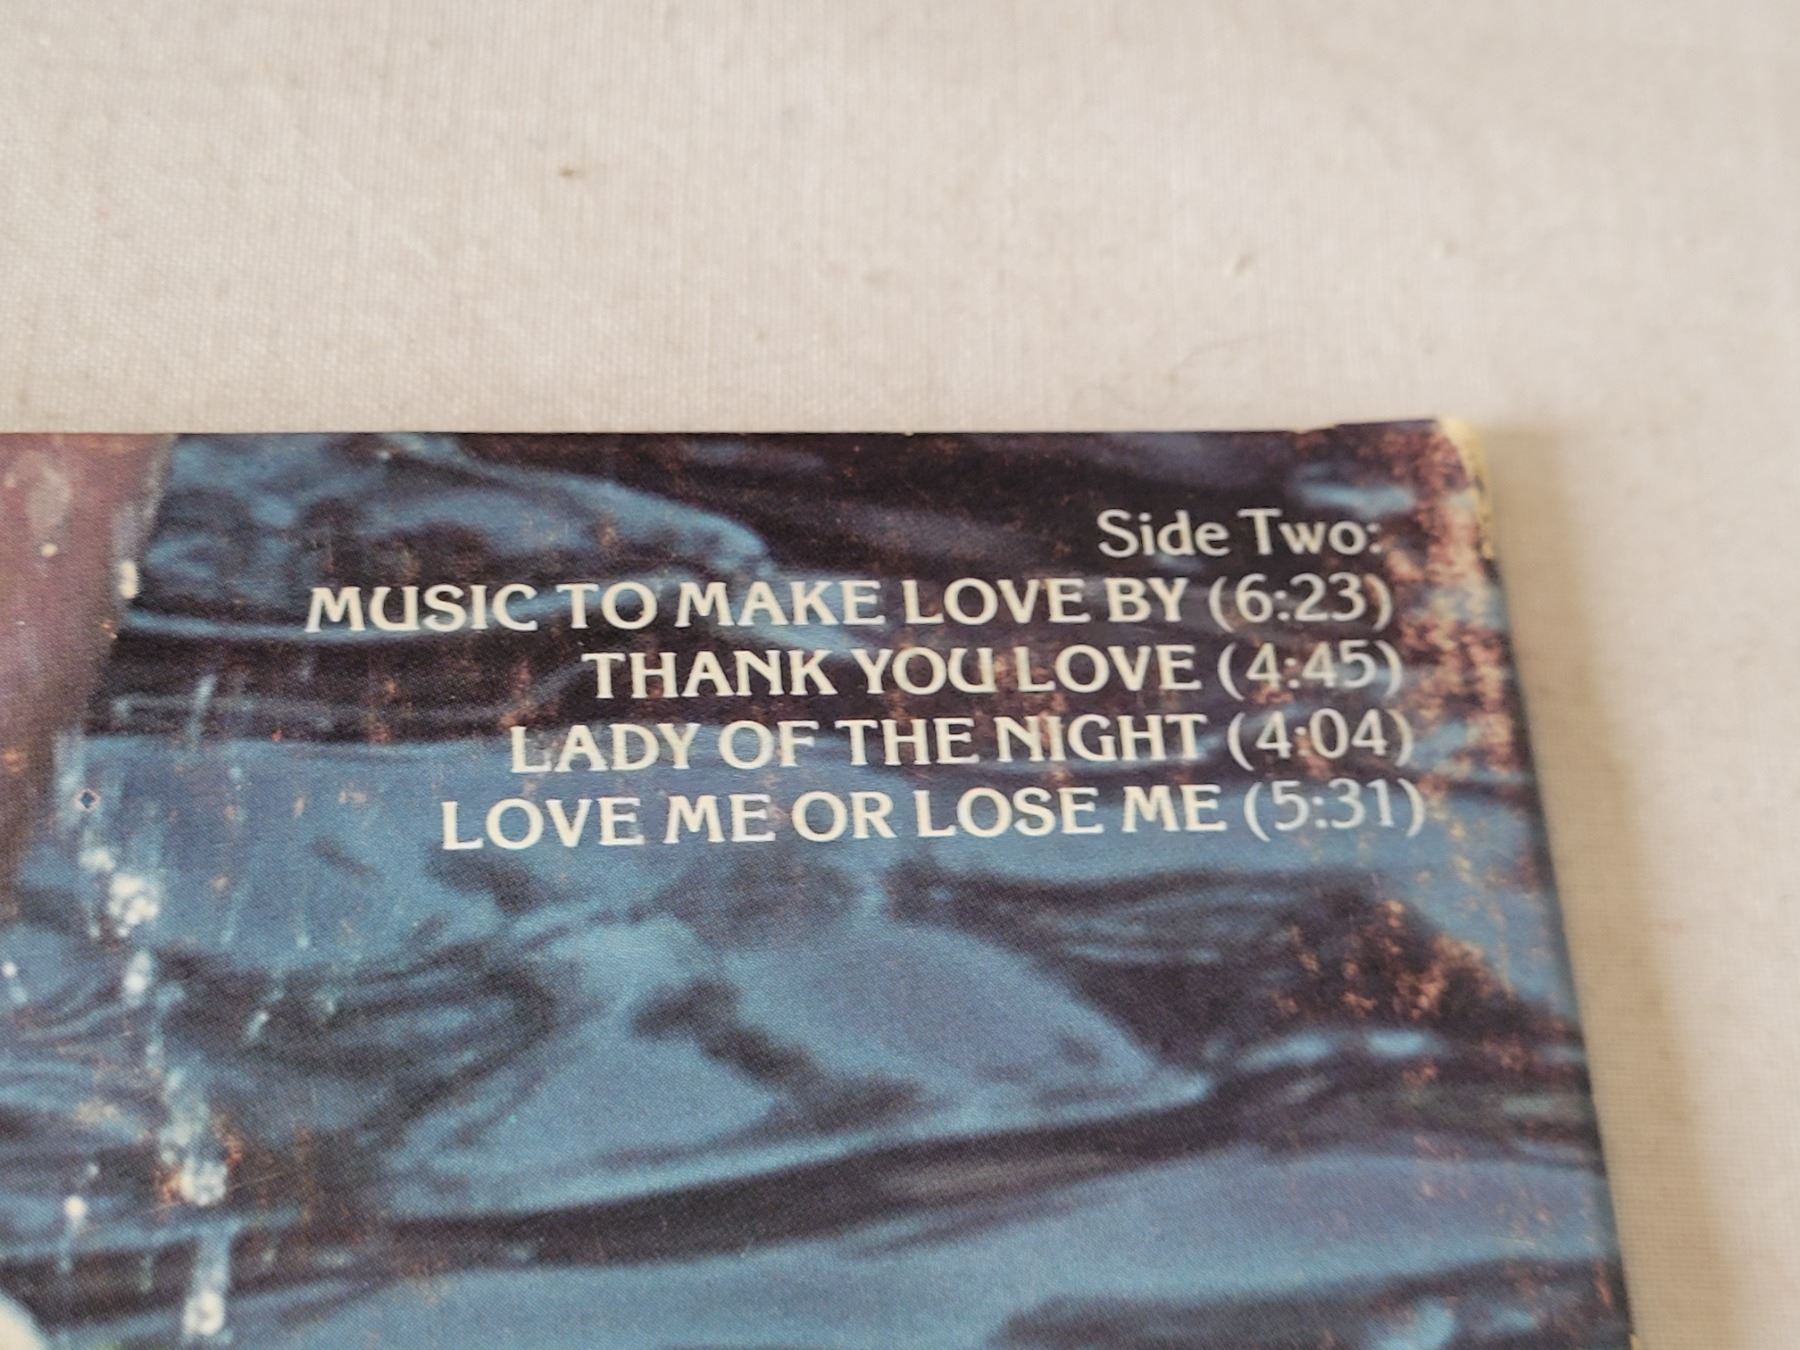 Side Two:
MUSIC TO MAKE LOVE BY (6:23)
THANK YOU LOVE (4:45)
LADY OF THE NIGHT (4:04)
LOVE ME OR LOSE ME (5:31)